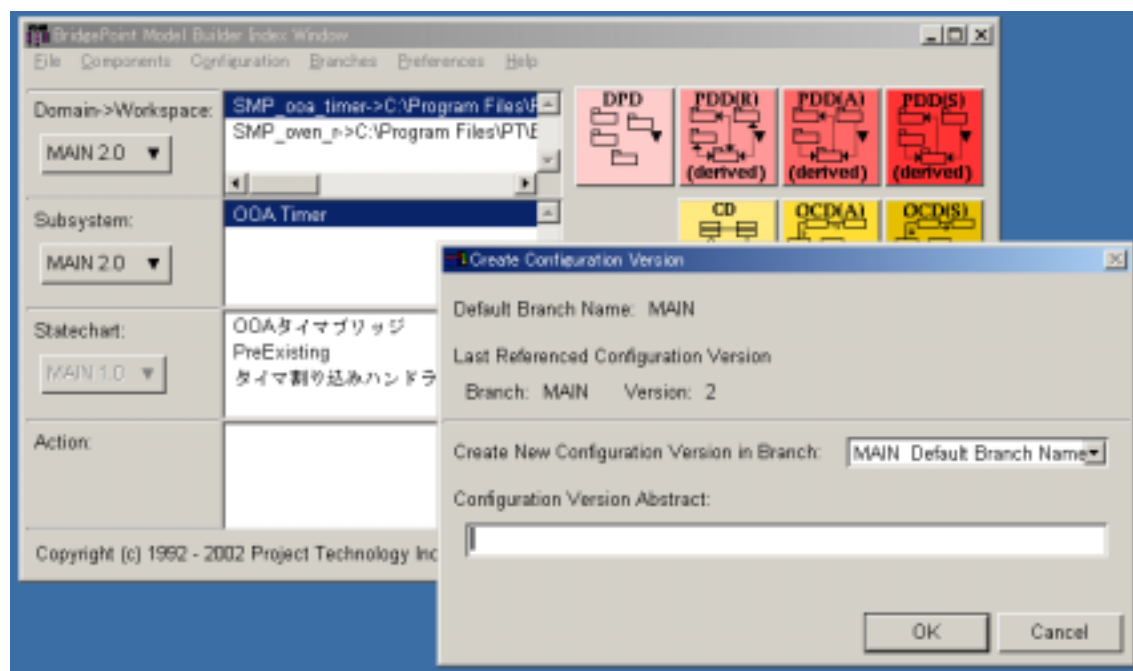 BridgePoint Model Builder Index Window
File Components Configuration Branches Preferences Help
Domain->Workspace:
MAIN 2.0
SMP_ooa_timer->C:\Program Files\
SMP_oven_r>C:\Program Files\PT\
DPD
PDD(R)
(derived)
PDD(A)
(derived)
PDD(S)
(derived)
Subsystem:
MAIN 2.0
OOA Timer
CD
OCD(A)
OCD(S)
Statechart:
MAIN 1.0
OOAタイマブリッジ
PreExisting
タイマ割り込みハンドラ
Action:
Copyright (c) 1992 - 2002 Project Technology Inc
Create Configuration Version
Default Branch Name: MAIN
Last Referenced Configuration Version
Branch: MAIN Version: 2
Create New Configuration Version in Branch: MAIN Default Branch Name
Configuration Version Abstract:
OK Cancel